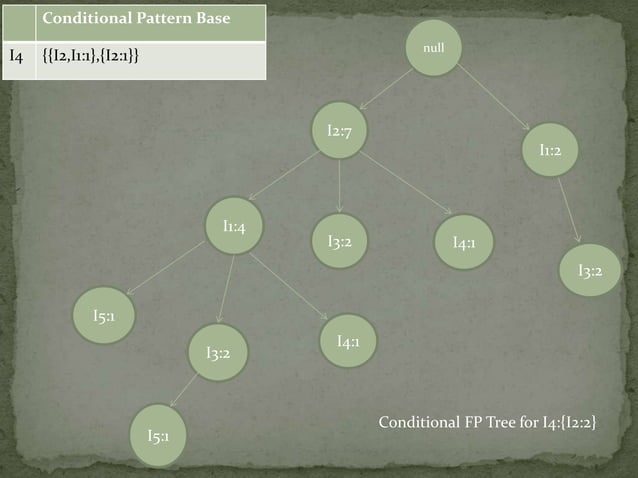 Conditional Pattern Base
I4 {{I2,I1:1},{I2:1}}
null
I2:7
I1:2
I1:4
I3:2
I4:1
I3:2
I5:1
I3:2
I4:1
I5:1
Conditional FP Tree for I4:{I2:2}